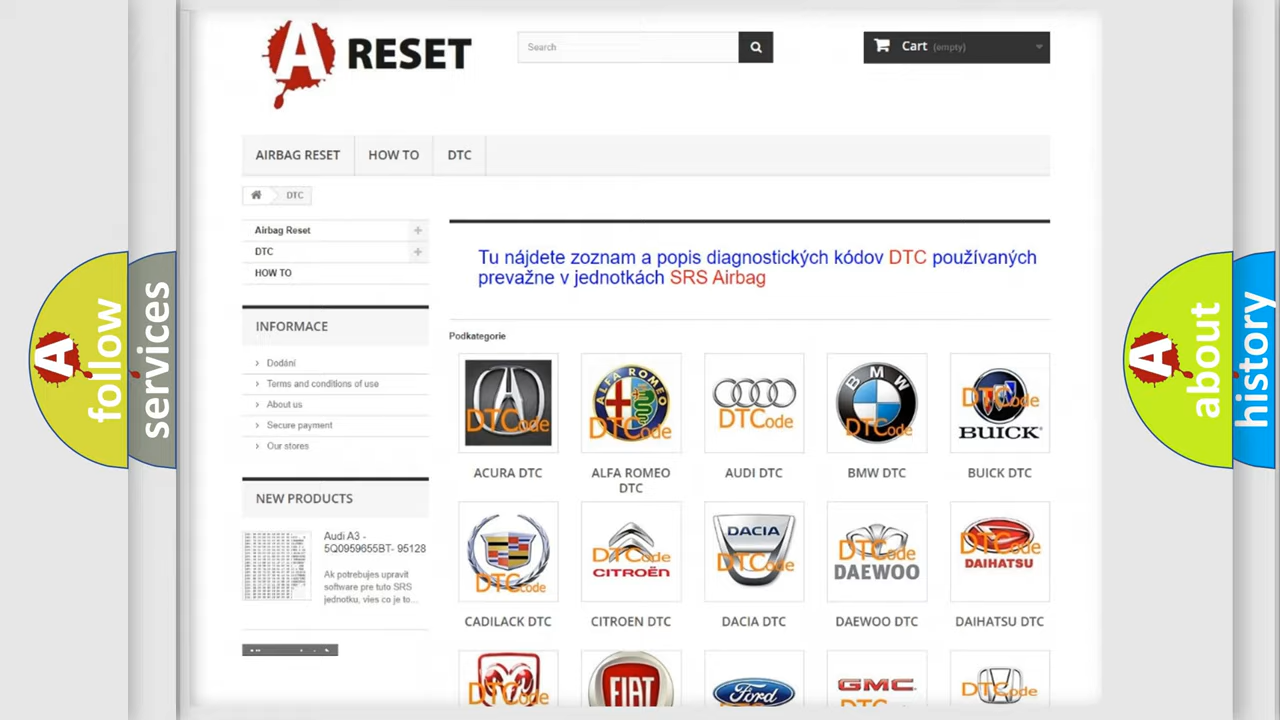 A RESET
Search
Cart (empty)
AIRBAG RESET
HOW TO
DTC
DTC
Airbag Reset
DTC
HOW TO
INFORMACE
Dodání
Terms and conditions of use
About us
Secure payment
Our stores
NEW PRODUCTS
Audi A3 -
5Q0959655BT- 95128
Ak potrebujes upravit
software pre tuto SRS
jednotku, vies co je to...
Tu nájdete zoznam a popis diagnostických kódov DTC používaných
prevažne v jednotkách SRS Airbag
Podkategorie
DTCode
ALFA ROMEO
DTCode
DTCode
BMW
DTCode
DTCode
BUICK
ACURA DTC
ALFA ROMEO
DTC
AUDI DTC
BMW DTC
BUICK DTC
DTCode
DTCode
CITROËN
DACIA
DTCode
DTCode
DAEWOO
DTCode
DAIHATSU
CADILACK DTC
CITROEN DTC
DACIA DTC
DAEWOO DTC
DAIHATSU DTC
DTCode
FIAT
Ford
GMC
DTCode
A follow
services
A about
history